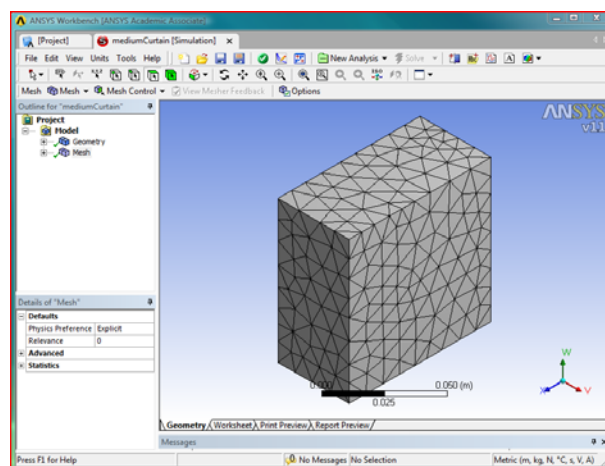 ANSYS Workbench [ANSYS Academic Associate]
[Project] mediumCurtain [Simulation] x
File Edit View Units Tools Help New Analysis Solve
Mesh Mesh Mesh Control View Mesher Feedback Options
Outline for "mediumCurtain"
Project
Model
Geometry
Mesh
ANSYS
v11
Details of "Mesh"
Defaults
Physics Preference Explicit
Relevance 0
Advanced
Statistics
0.000 0.050 (m)
0.025
W
X Y
Geometry Worksheet Print Preview Report Preview
Messages
Press F1 for Help No Messages No Selection Metric (m, kg, N, °C, s, V, A)